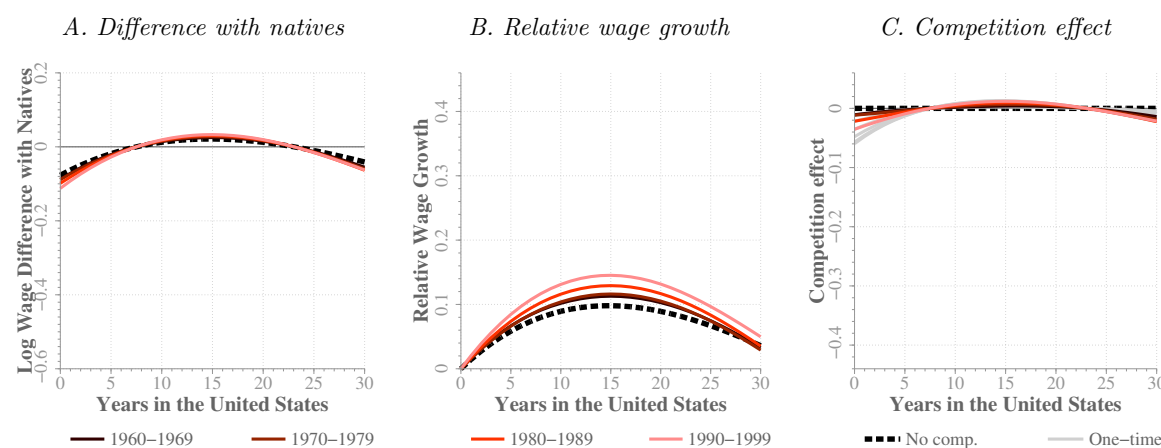 A. Difference with natives
B. Relative wage growth
C. Competition effect
Log Wage Difference with Natives
0.2
0
−0.2
−0.4
−0.6
0 5 10 15 20 25 30
Years in the United States
Relative Wage Growth
0.4
0.3
0.2
0.1
0
0 5 10 15 20 25 30
Years in the United States
Competition effect
0
−0.1
−0.2
−0.3
−0.4
0 5 10 15 20 25 30
Years in the United States
1960−1969 1970−1979 1980−1989 1990−1999 No comp. One−time